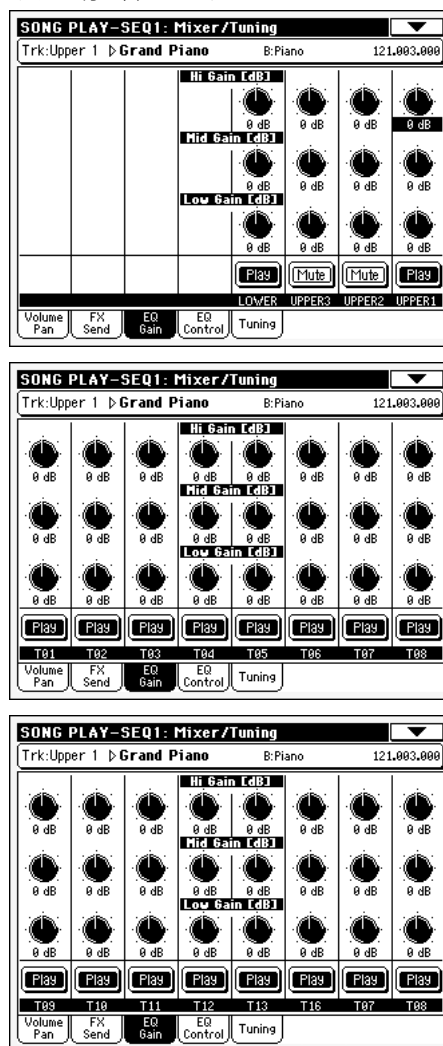 SONG PLAY-SEQ1: Mixer/Tuning
Trk:Upper 1 ▷Grand Piano B:Piano 121.003.000
Hi Gain [dB]
0 dB 0 dB 0 dB 0 dB
Mid Gain [dB]
0 dB 0 dB 0 dB 0 dB
Low Gain [dB]
0 dB 0 dB 0 dB 0 dB
Play Mute Mute Play
LOWER UPPER3 UPPER2 UPPER1
Volume Pan FX Send EQ Gain EQ Control Tuning
SONG PLAY-SEQ1: Mixer/Tuning
Trk:Upper 1 ▷Grand Piano B:Piano 121.003.000
Hi Gain [dB]
0 dB 0 dB 0 dB 0 dB 0 dB 0 dB 0 dB 0 dB
Mid Gain [dB]
0 dB 0 dB 0 dB 0 dB 0 dB 0 dB 0 dB 0 dB
Low Gain [dB]
0 dB 0 dB 0 dB 0 dB 0 dB 0 dB 0 dB 0 dB
Play Play Play Play Play Play Play Play
T01 T02 T03 T04 T05 T06 T07 T08
Volume Pan FX Send EQ Gain EQ Control Tuning
SONG PLAY-SEQ1: Mixer/Tuning
Trk:Upper 1 ▷Grand Piano B:Piano 121.003.000
Hi Gain [dB]
0 dB 0 dB 0 dB 0 dB 0 dB 0 dB 0 dB 0 dB
Mid Gain [dB]
0 dB 0 dB 0 dB 0 dB 0 dB 0 dB 0 dB 0 dB
Low Gain [dB]
0 dB 0 dB 0 dB 0 dB 0 dB 0 dB 0 dB 0 dB
Play Play Play Play Play Play Play Play
T09 T10 T11 T12 T13 T16 T07 T08
Volume Pan FX Send EQ Gain EQ Control Tuning